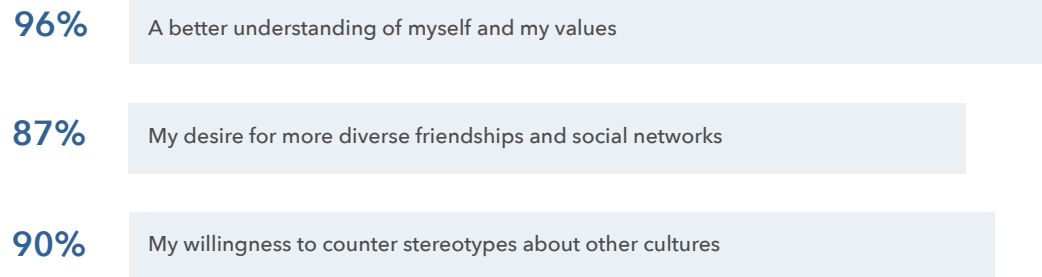 96% A better understanding of myself and my values
87% My desire for more diverse friendships and social networks
90% My willingness to counter stereotypes about other cultures